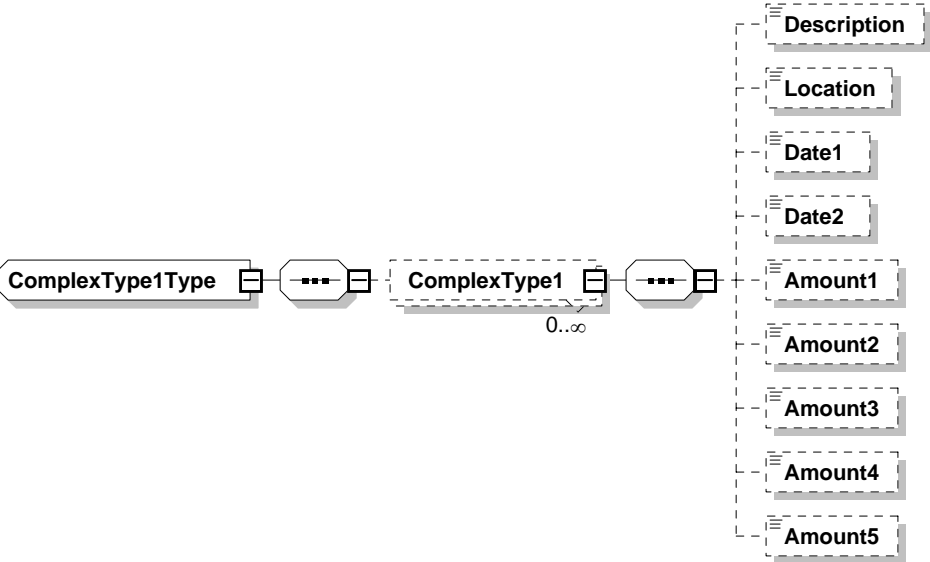 Description
Location
Date1
Date2
ComplexType1Type
ComplexType1
0..∞
Amount1
Amount2
Amount3
Amount4
Amount5